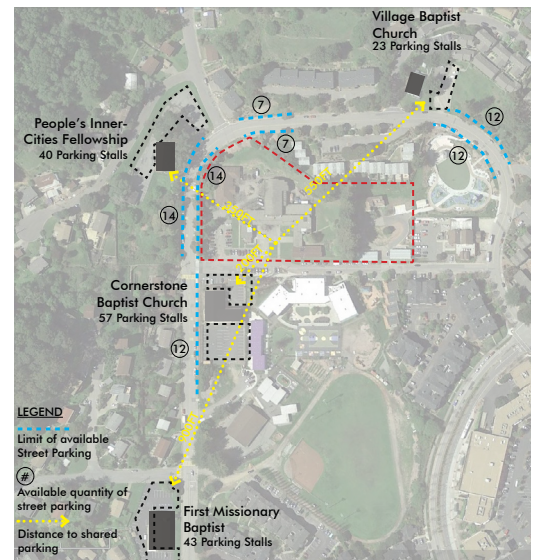 Village Baptist
Church
23 Parking Stalls
People's Inner-
Cities Fellowship
40 Parking Stalls
7
7
12
12
14
14
Cornerstone
Baptist Church
57 Parking Stalls
12
LEGEND
Limit of available
Street Parking
#
Available quantity of
street parking
Distance to shared
parking
First Missionary
Baptist
43 Parking Stalls